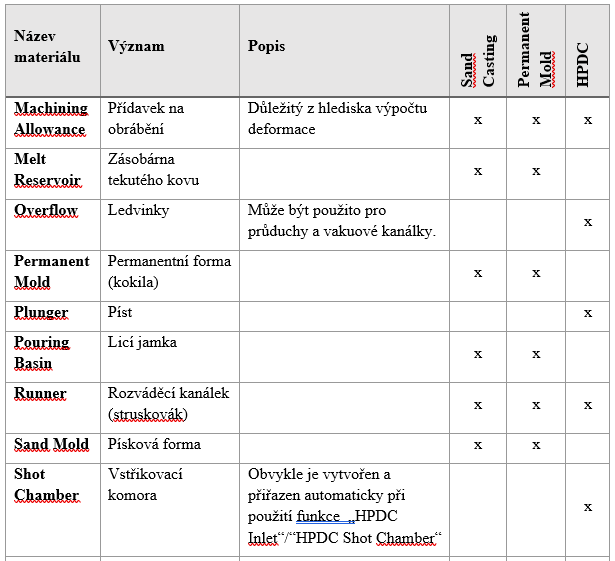 Název materiálu
Význam
Popis
Sand Casting
Permanent Mold
HPDC
Machining Allowance
Přídavek na obrábění
Důležitý z hlediska výpočtu deformace
x
x
x
Melt Reservoir
Zásobárna tekutého kovu
x
x
Overflow
Ledvinky
Může být použito pro průduchy a vakuové kanálky.
x
Permanent Mold
Permanentní forma (kokila)
x
x
Plunger
Píst
x
Pouring Basin
Licí jamka
x
x
Runner
Rozváděcí kanálek (struskovák)
x
x
x
Sand Mold
Písková forma
x
x
Shot Chamber
Vstřikovací komora
Obvykle je vytvořen a přiřazen automaticky při použití funkce „HPDC Inlet“/“HPDC Shot Chamber“
x